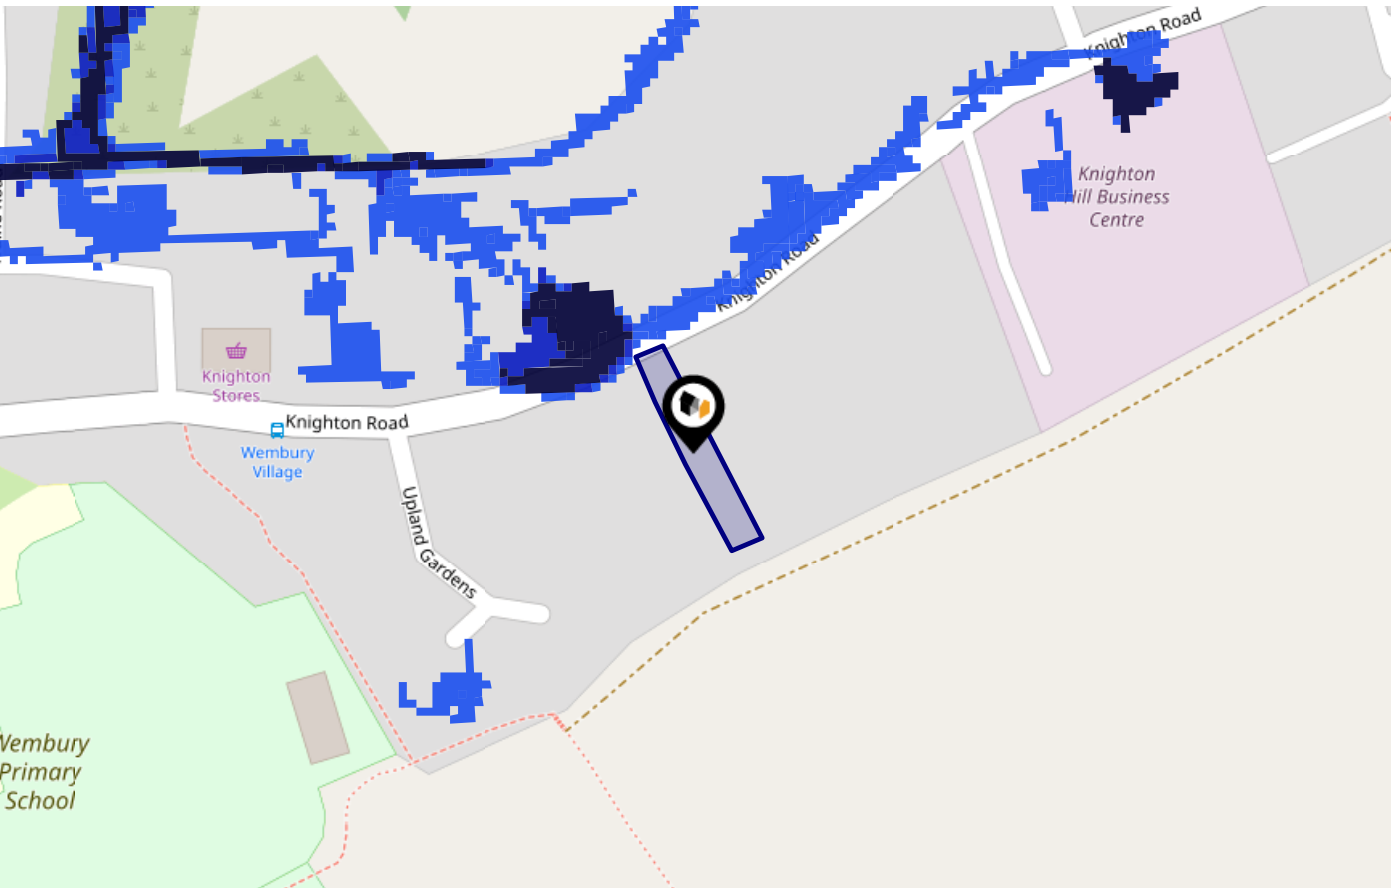 Knighton Road
Knighton
Hill Business
Centre
Knighton Road
Knighton
Stores
Knighton Road
Wembury
Village
Upland Gardens
Wembury
Primary
School